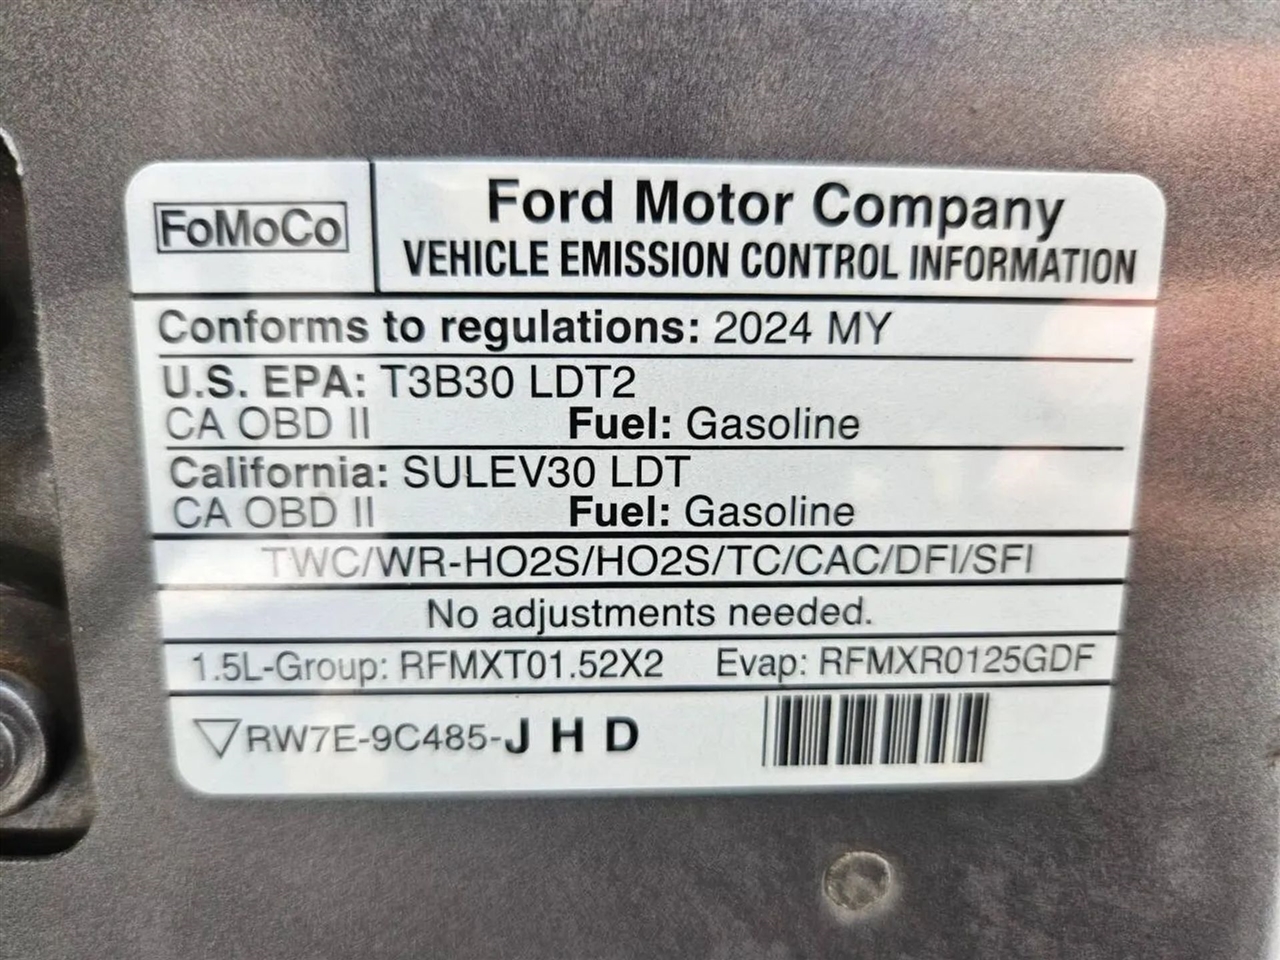 FoMoCo
Ford Motor Company
VEHICLE EMISSION CONTROL INFORMATION
Conforms to regulations: 2024 MY
U.S. EPA: T3B30 LDT2
CA OBD II Fuel: Gasoline
California: SULEV30 LDT
CA OBD II Fuel: Gasoline
TWC/WR-HO2S/HO2S/TC/CAC/DFI/SFI
No adjustments needed.
1.5L-Group: RFMXT01.52X2 Evap: RFMXR0125GDF
▽RW7E-9C485-J H D